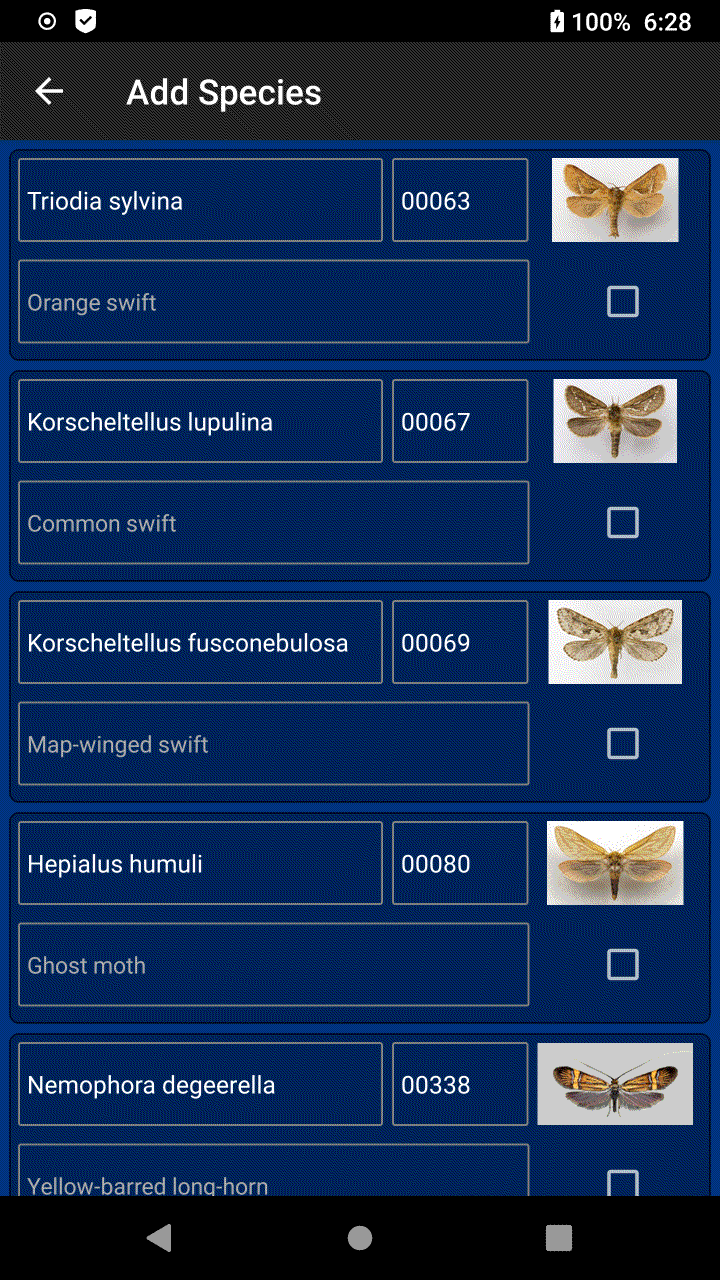 100% 6:28
Add Species
Triodia sylvina 00063
Orange swift
Korscheltellus lupulina 00067
Common swift
Korscheltellus fusconebulosa 00069
Map-winged swift
Hepialus humuli 00080
Ghost moth
Nemophora degeerella 00338
Yellow-barred long-horn